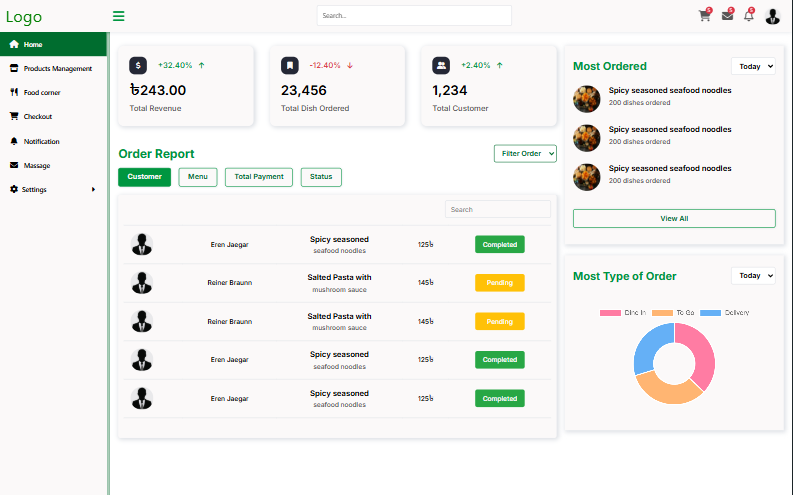 Logo
Search...
5
5
5
Home
Products Management
Food corner
Checkout
Notification
Massage
Settings
+32.40% ↑
৳243.00
Total Revenue
-12.40% ↓
23,456
Total Dish Ordered
+2.40% ↑
1,234
Total Customer
Order Report
Filter Order
Customer Menu Total Payment Status
Search
Eren Jaegar Spicy seasoned seafood noodles 125৳ Completed
Reiner Braunn Salted Pasta with mushroom sauce 145৳ Pending
Reiner Braunn Salted Pasta with mushroom sauce 145৳ Pending
Eren Jaegar Spicy seasoned seafood noodles 125৳ Completed
Eren Jaegar Spicy seasoned seafood noodles 125৳ Completed
Most Ordered Today
Spicy seasoned seafood noodles
200 dishes ordered
Spicy seasoned seafood noodles
200 dishes ordered
Spicy seasoned seafood noodles
200 dishes ordered
View All
Most Type of Order Today
Dine In To Go Delivery